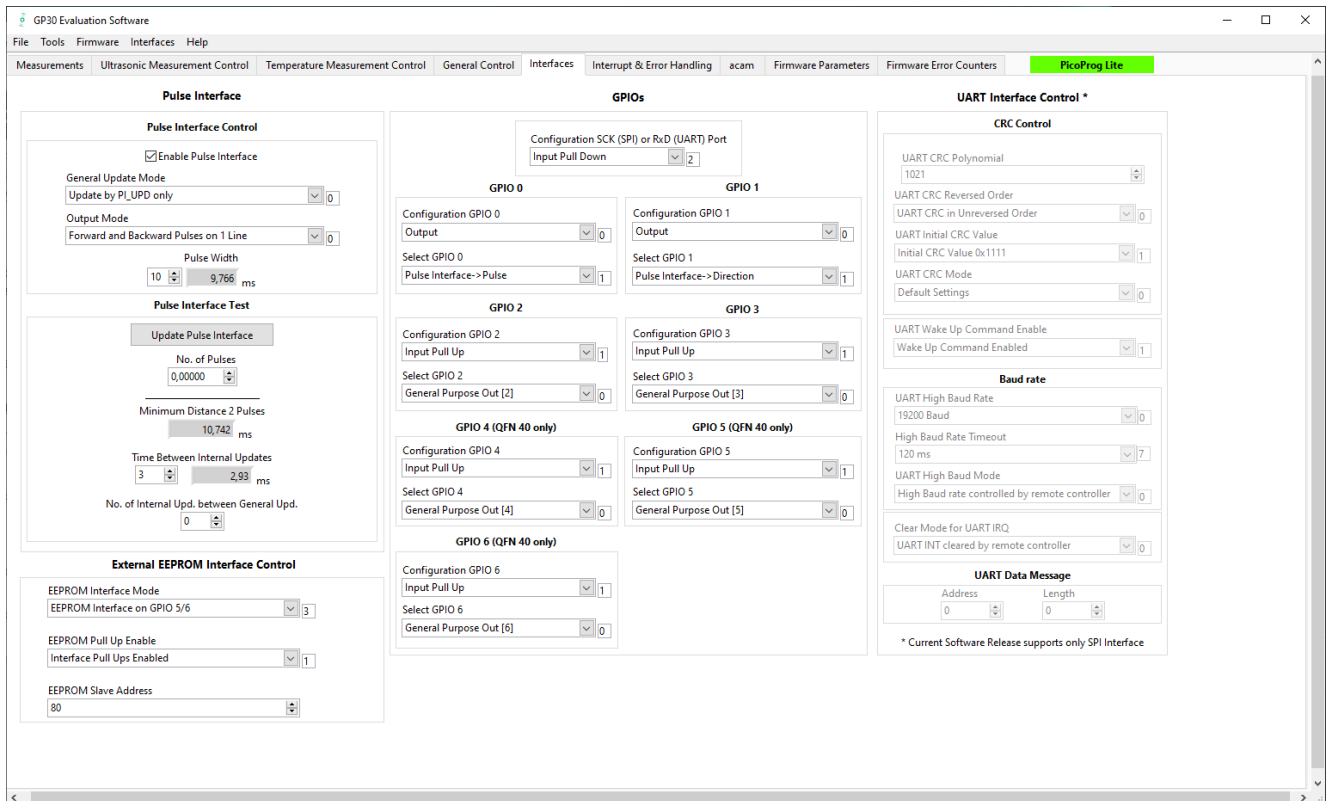 GP30 Evaluation Software
File Tools Firmware Interfaces Help
Measurements Ultrasonic Measurement Control Temperature Measurement Control General Control Interfaces Interrupt & Error Handling acam Firmware Parameters Firmware Error Counters PicoProg Lite
Pulse Interface
Pulse Interface Control
Enable Pulse Interface
General Update Mode
Update by PI_UPD only 0
Output Mode
Forward and Backward Pulses on 1 Line 0
Pulse Width
10 9,766 ms
Pulse Interface Test
Update Pulse Interface
No. of Pulses
0,00000
Minimum Distance 2 Pulses
10,742 ms
Time Between Internal Updates
3 2,93 ms
No. of Internal Upd. between General Upd.
0
External EEPROM Interface Control
EEPROM Interface Mode
EEPROM Interface on GPIO 5/6 3
EEPROM Pull Up Enable
Interface Pull Ups Enabled 1
EEPROM Slave Address
80
GPIOs
Configuration SCK (SPI) or RxD (UART) Port
Input Pull Down 2
GPIO 0
Configuration GPIO 0
Output 0
Select GPIO 0
Pulse Interface->Pulse 1
GPIO 1
Configuration GPIO 1
Output 0
Select GPIO 1
Pulse Interface->Direction 1
GPIO 2
Configuration GPIO 2
Input Pull Up 1
Select GPIO 2
General Purpose Out [2] 0
GPIO 3
Configuration GPIO 3
Input Pull Up 1
Select GPIO 3
General Purpose Out [3] 0
GPIO 4 (QFN 40 only)
Configuration GPIO 4
Input Pull Up 1
Select GPIO 4
General Purpose Out [4] 0
GPIO 5 (QFN 40 only)
Configuration GPIO 5
Input Pull Up 1
Select GPIO 5
General Purpose Out [5] 0
GPIO 6 (QFN 40 only)
Configuration GPIO 6
Input Pull Up 1
Select GPIO 6
General Purpose Out [6] 0
UART Interface Control *
CRC Control
UART CRC Polynomial
1021
UART CRC Reversed Order
UART CRC in Unreversed Order 0
UART Initial CRC Value
Initial CRC Value 0x1111 1
UART CRC Mode
Default Settings 0
UART Wake Up Command Enable
Wake Up Command Enabled 1
Baud rate
UART High Baud Rate
19200 Baud 0
High Baud Rate Timeout
120 ms 7
UART High Baud Mode
High Baud rate controlled by remote controller 0
Clear Mode for UART IRQ
UART INT cleared by remote controller 0
UART Data Message
Address Length
0 0
* Current Software Release supports only SPI Interface